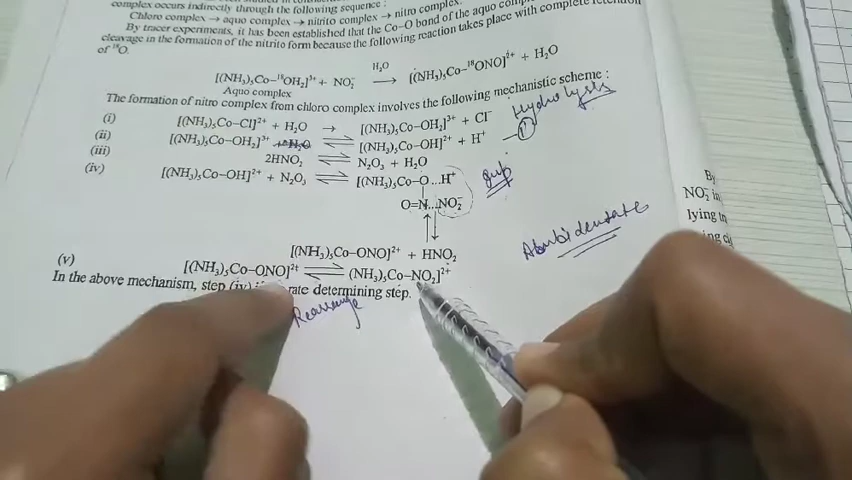 complex occurs indirectly through the following sequence :
Chloro complex → aquo complex → nitrito complex → nitro complex.
By tracer experiments, it has been established that the Co–O bond of the aquo
cleavage in the formation of the nitrito form because the following reaction takes place with complete retention
of ¹⁸O.
[(NH₃)₅Co–¹⁸OH₂]³⁺ + NO₂⁻ H₂O → [(NH₃)₅Co–¹⁸ONO]²⁺ + H₂O
Aquo complex
The formation of nitro complex from chloro complex involves the following mechanistic scheme :
Hydrolysis
(i) [(NH₃)₅Co–Cl]²⁺ + H₂O → [(NH₃)₅Co–OH₂]³⁺ + Cl⁻
(ii) [(NH₃)₅Co–OH₂]³⁺ + H₂O ⇌ [(NH₃)₅Co–OH]²⁺ + H⁺
(iii) 2HNO₂ ⇌ N₂O₃ + H₂O
(iv) [(NH₃)₅Co–OH]²⁺ + N₂O₃ ⇌ [(NH₃)₅Co–O...H⁺
O=N...NO₂⁻
By
NO₂⁻ in
lying
Ambidentate
[(NH₃)₅Co–ONO]²⁺ + HNO₂
(v) [(NH₃)₅Co–ONO]²⁺ ⇌ (NH₃)₅Co–NO₂]²⁺
In the above mechanism, step (iv) rate determining step.
Rearrange